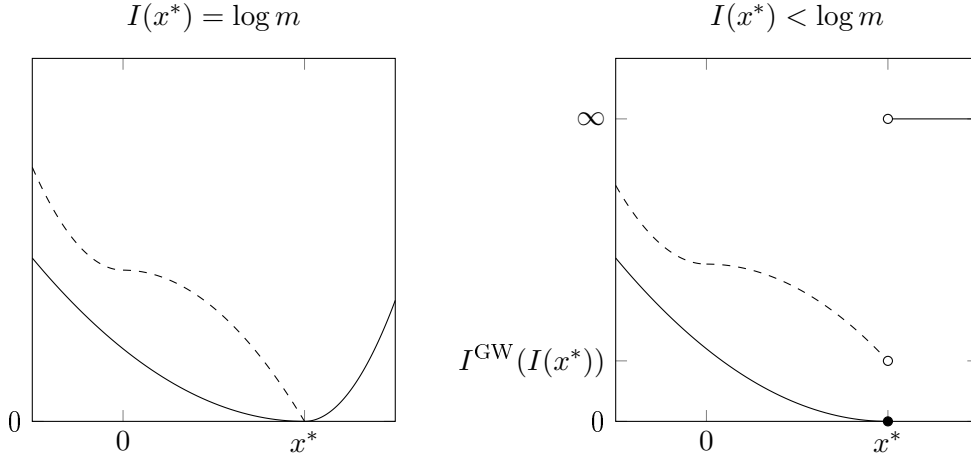 I(x*) = log m
0
0
x*
I(x*) < log m
∞
I^GW(I(x*))
0
0
x*